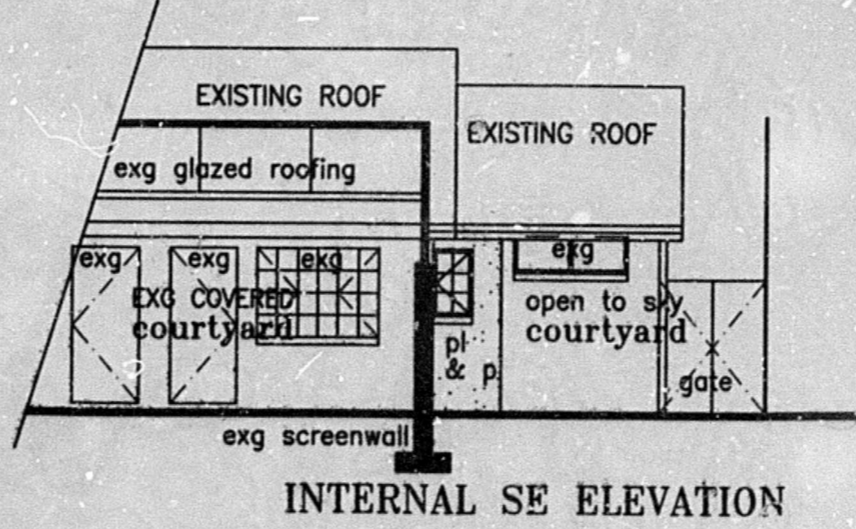 EXISTING ROOF
EXISTING ROOF
exg glazed roofing
exg
exg
exg
exg
EXG COVERED
courtyard
open to sky
courtyard
pl
& p
gate
exg screenwall
INTERNAL SE ELEVATION